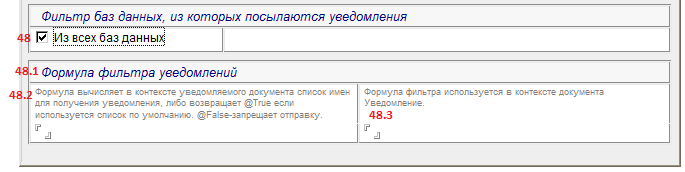 Фильтр баз данных, из которых посылаются уведомления
48 Из всех баз данных
48.1 Формула фильтра уведомлений
48.2 Формула вычисляет в контексте уведомляемого документа список имен
для получения уведомления, либо возвращает @True если
используется список по умолчанию. @False-запрещает отправку.
Формула фильтра используется в контексте документа
Уведомление.
48.3